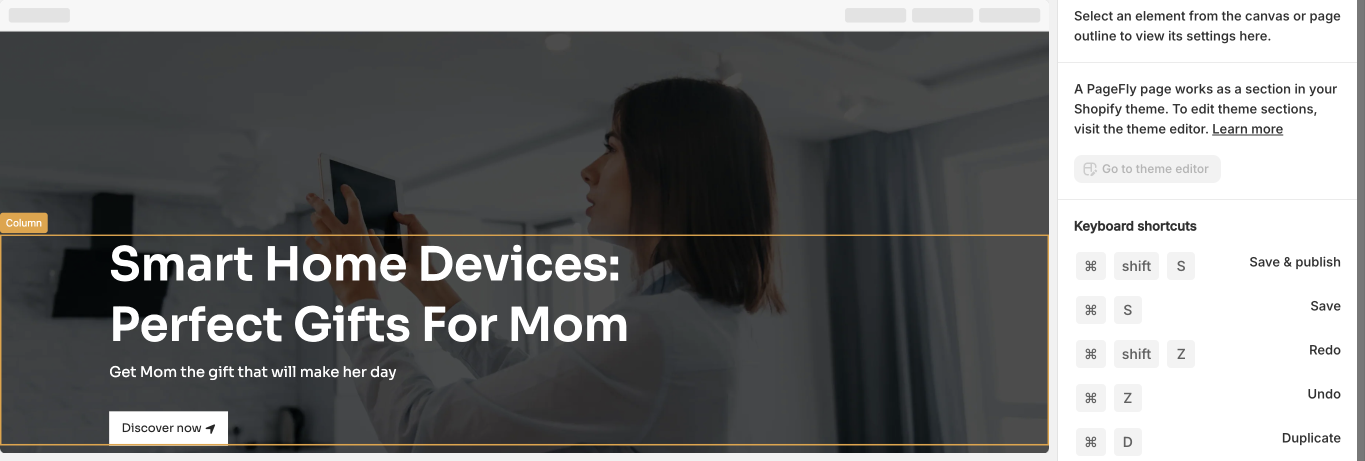 Column
Smart Home Devices:
Perfect Gifts For Mom
Get Mom the gift that will make her day
Discover now
Select an element from the canvas or page
outline to view its settings here.
A PageFly page works as a section in your
Shopify theme. To edit theme sections,
visit the theme editor. Learn more
Go to theme editor
Keyboard shortcuts
⌘ shift S Save & publish
⌘ S Save
⌘ shift Z Redo
⌘ Z Undo
⌘ D Duplicate